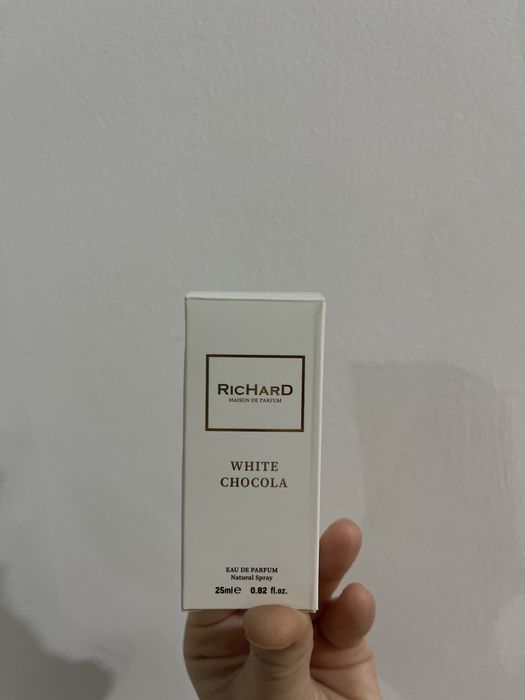 RicHarD
MAISON DE PARFUM
WHITE
CHOCOLA
EAU DE PARFUM
Natural Spray
25ml℮ 0.82 fl.oz.